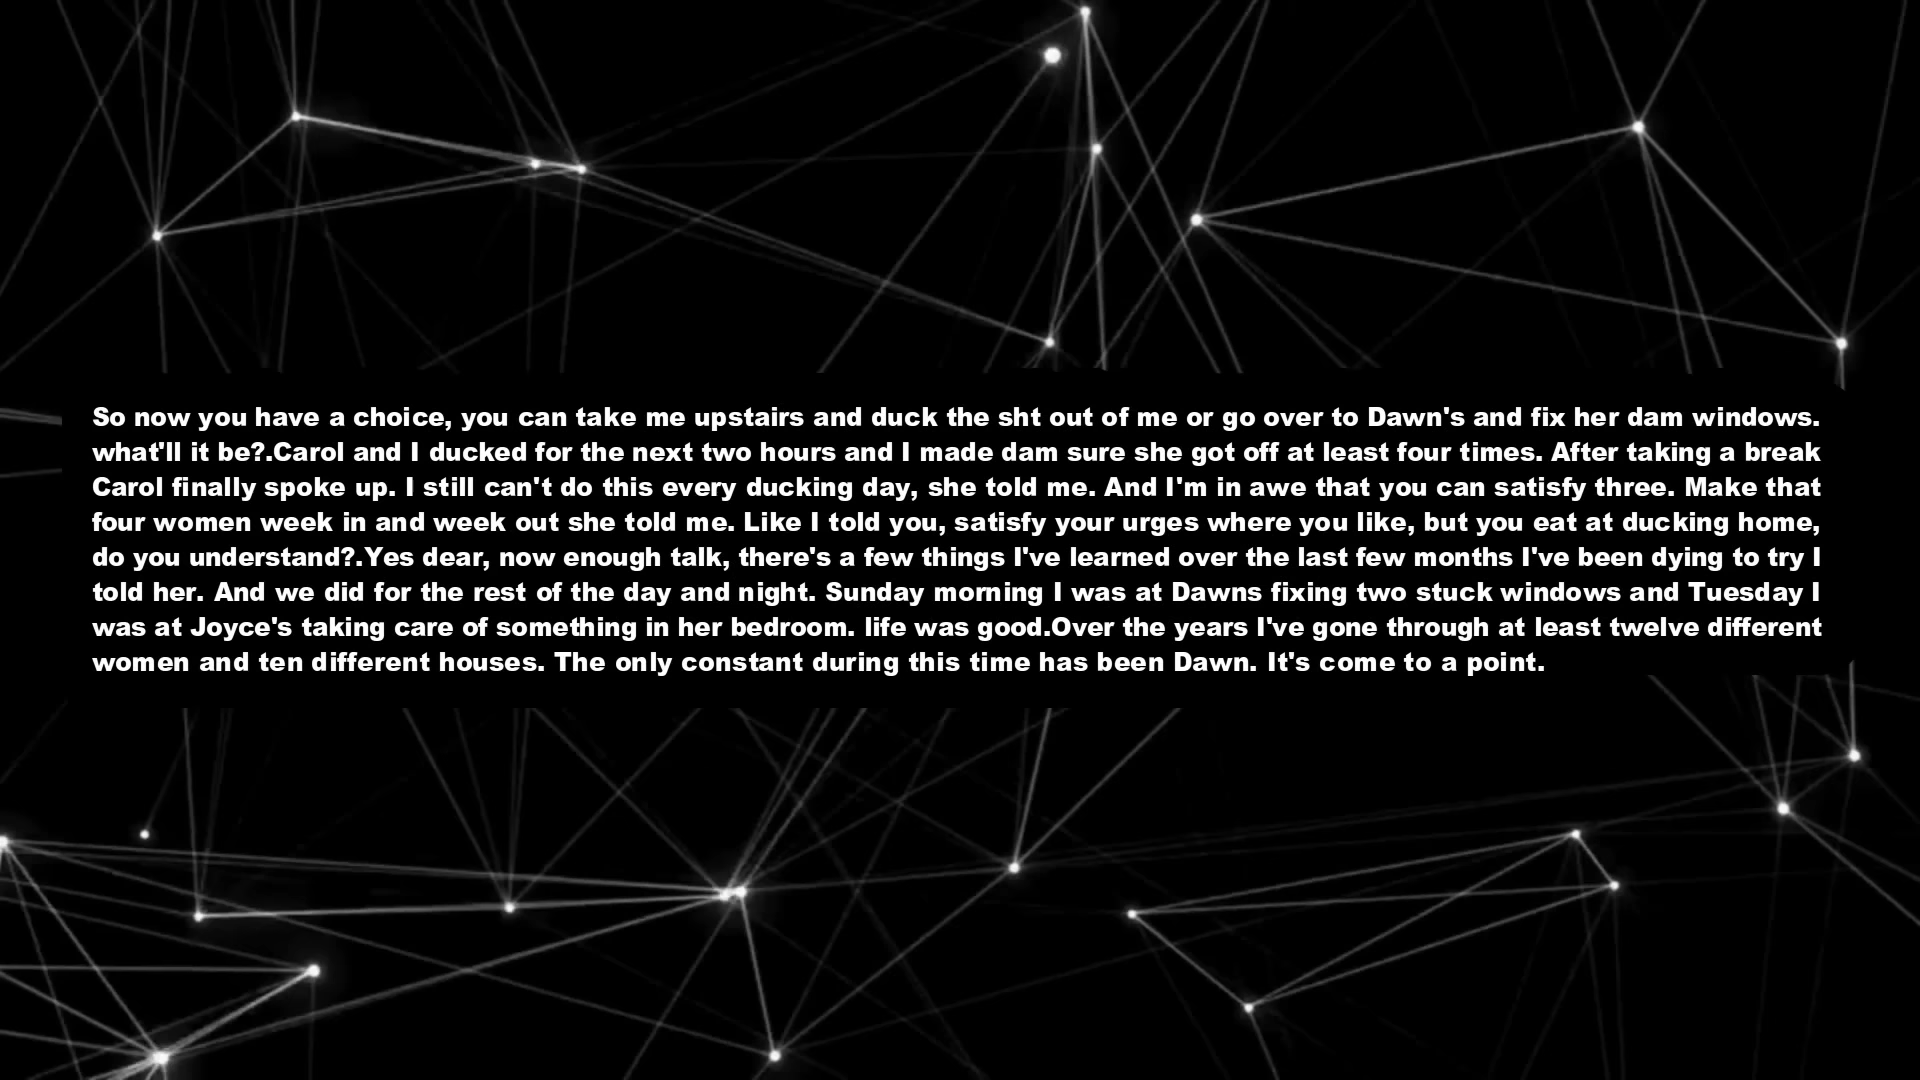 So now you have a choice, you can take me upstairs and duck the sht out of me or go over to Dawn's and fix her dam windows.
what'll it be?.Carol and I ducked for the next two hours and I made dam sure she got off at least four times. After taking a break
Carol finally spoke up. I still can't do this every ducking day, she told me. And I'm in awe that you can satisfy three. Make that
four women week in and week out she told me. Like I told you, satisfy your urges where you like, but you eat at ducking home,
do you understand?.Yes dear, now enough talk, there's a few things I've learned over the last few months I've been dying to try I
told her. And we did for the rest of the day and night. Sunday morning I was at Dawns fixing two stuck windows and Tuesday I
was at Joyce's taking care of something in her bedroom. life was good.Over the years I've gone through at least twelve different
women and ten different houses. The only constant during this time has been Dawn. It's come to a point.